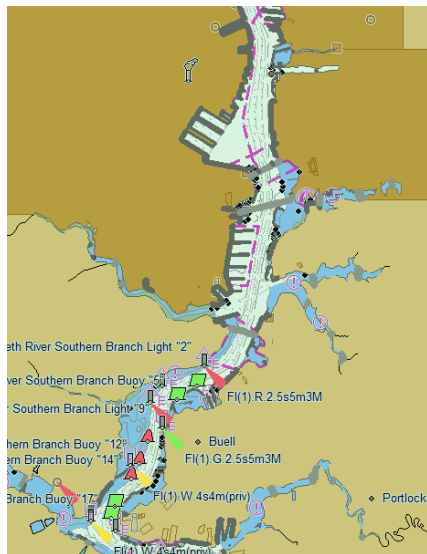 eth River Southern Branch Light "2"
ver Southern Branch Buoy "5
Fl(1).R.2.5s5m3M
r Southern Branch Light "9"
hern Branch Buoy "12"
Buell
ern Branch Buoy "14"
Fl(1).G.2.5s5m3M
Branch Buoy "17"
Fl(1).W.4s4m(priv)
Portlock
Fl(1).W.4s4m(priv)